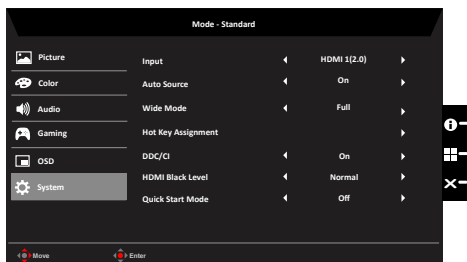 Mode - Standard
Picture
Color
Audio
Gaming
OSD
System
Input HDMI 1(2.0)
Auto Source On
Wide Mode Full
Hot Key Assignment
DDC/CI On
HDMI Black Level Normal
Quick Start Mode Off
Move Enter